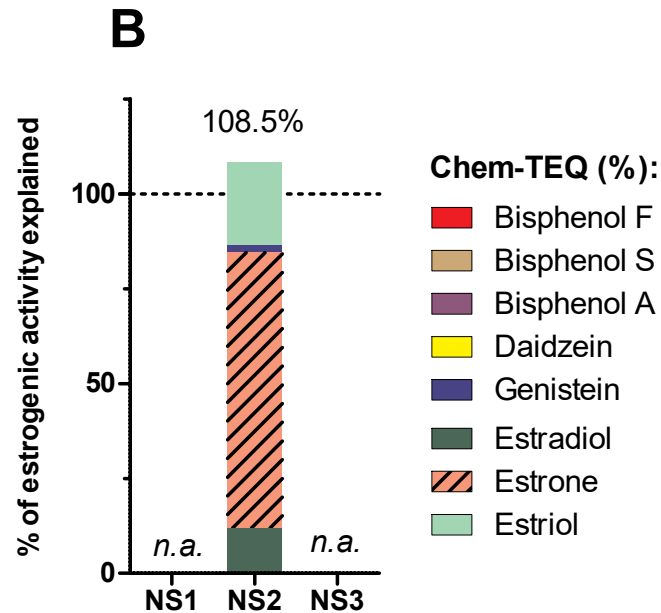 B
% of estrogenic activity explained
108.5%
100
50
0
n.a.
n.a.
NS1 NS2 NS3
Chem-TEQ (%):
Bisphenol F
Bisphenol S
Bisphenol A
Daidzein
Genistein
Estradiol
Estrone
Estriol